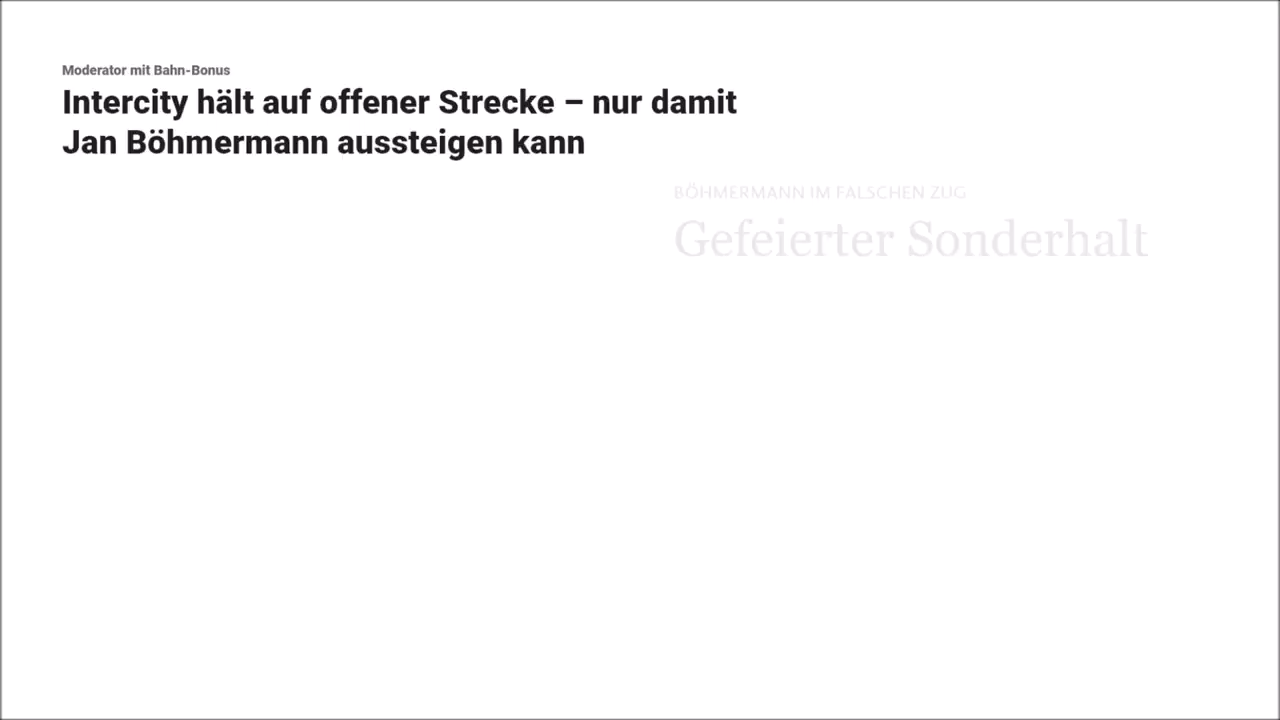 Moderator mit Bahn-Bonus
Intercity hält auf offener Strecke – nur damit
Jan Böhmermann aussteigen kann
BÖHMERMANN IM FALSCHEN ZUG
Gefeierter Sonderhalt